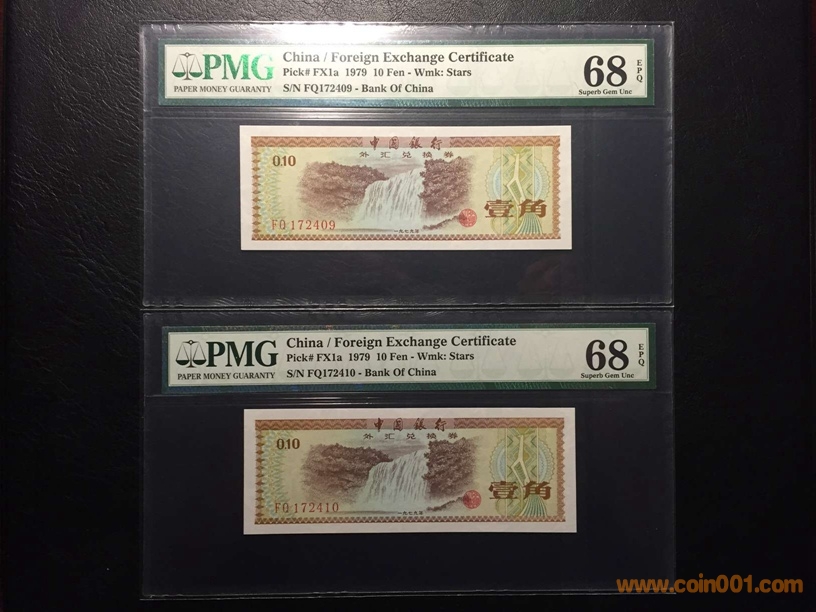 PMG
PAPER MONEY GUARANTY
China / Foreign Exchange Certificate
Pick# FX1a 1979 10 Fen - Wmk: Stars
S/N FQ172409 - Bank Of China
68 EPQ
Superb Gem Unc
中国银行
外汇兑换券
0.10
壹角
FQ172409
一九七九年
PMG
PAPER MONEY GUARANTY
China / Foreign Exchange Certificate
Pick# FX1a 1979 10 Fen - Wmk: Stars
S/N FQ172410 - Bank Of China
68 EPQ
Superb Gem Unc
中国银行
外汇兑换券
0.10
壹角
FQ172410
一九七九年
www.coin001.com